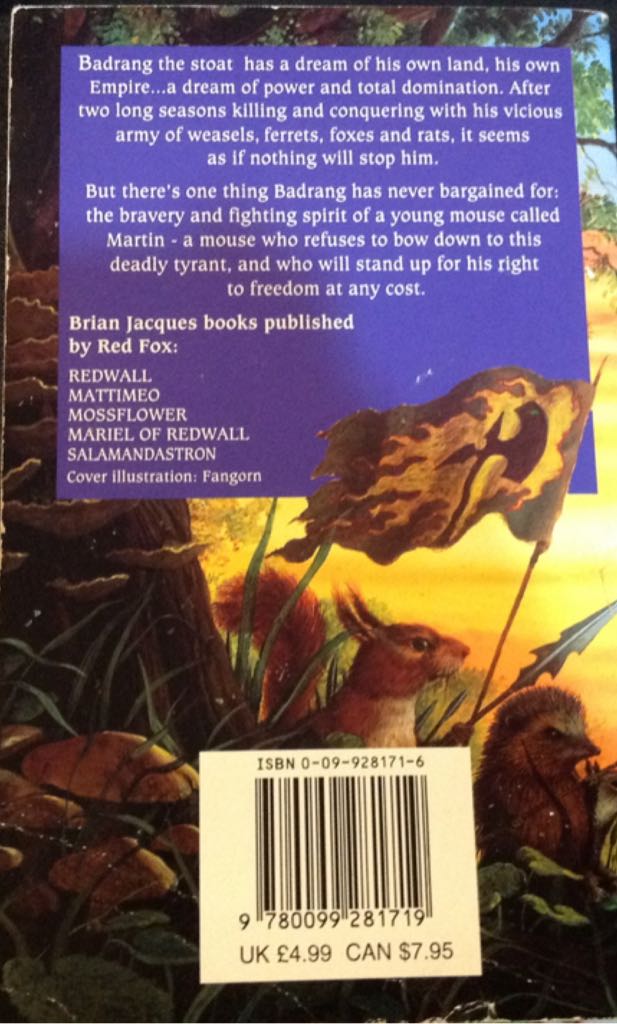 Badrang the stoat has a dream of his own land, his own
Empire...a dream of power and total domination. After
two long seasons killing and conquering with his vicious
army of weasels, ferrets, foxes and rats, it seems
as if nothing will stop him.
But there's one thing Badrang has never bargained for:
the bravery and fighting spirit of a young mouse called
Martin - a mouse who refuses to bow down to this
deadly tyrant, and who will stand up for his right
to freedom at any cost.
Brian Jacques books published
by Red Fox:
REDWALL
MATTIMEO
MOSSFLOWER
MARIEL OF REDWALL
SALAMANDASTRON
Cover illustration: Fangorn
ISBN 0-09-928171-6
9 780099 281719
UK £4.99 CAN $7.95